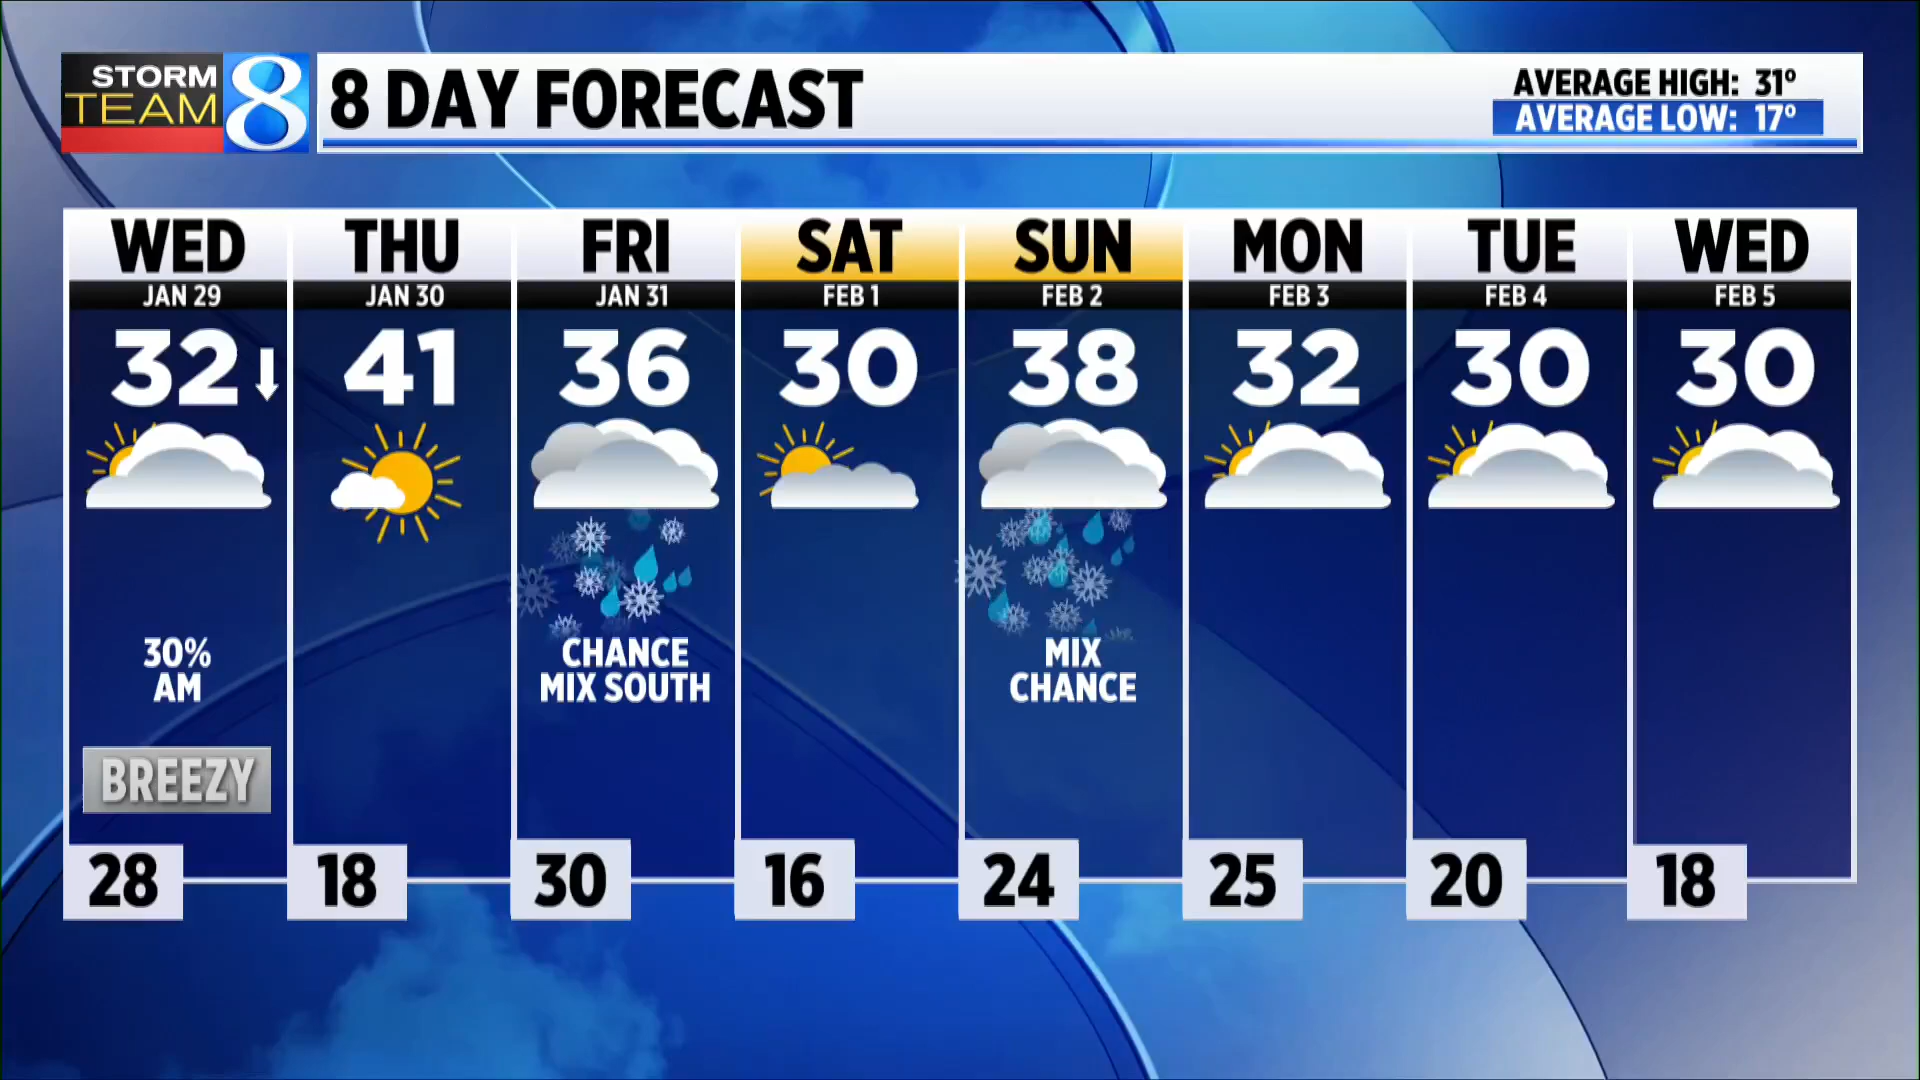 STORM
TEAM
8
8 DAY FORECAST
AVERAGE HIGH: 31°
AVERAGE LOW: 17°
WED
JAN 29
32
30%
AM
BREEZY
28
THU
JAN 30
41
18
FRI
JAN 31
36
CHANCE
MIX SOUTH
30
SAT
FEB 1
30
16
SUN
FEB 2
38
MIX
CHANCE
24
MON
FEB 3
32
25
TUE
FEB 4
30
20
WED
FEB 5
30
18